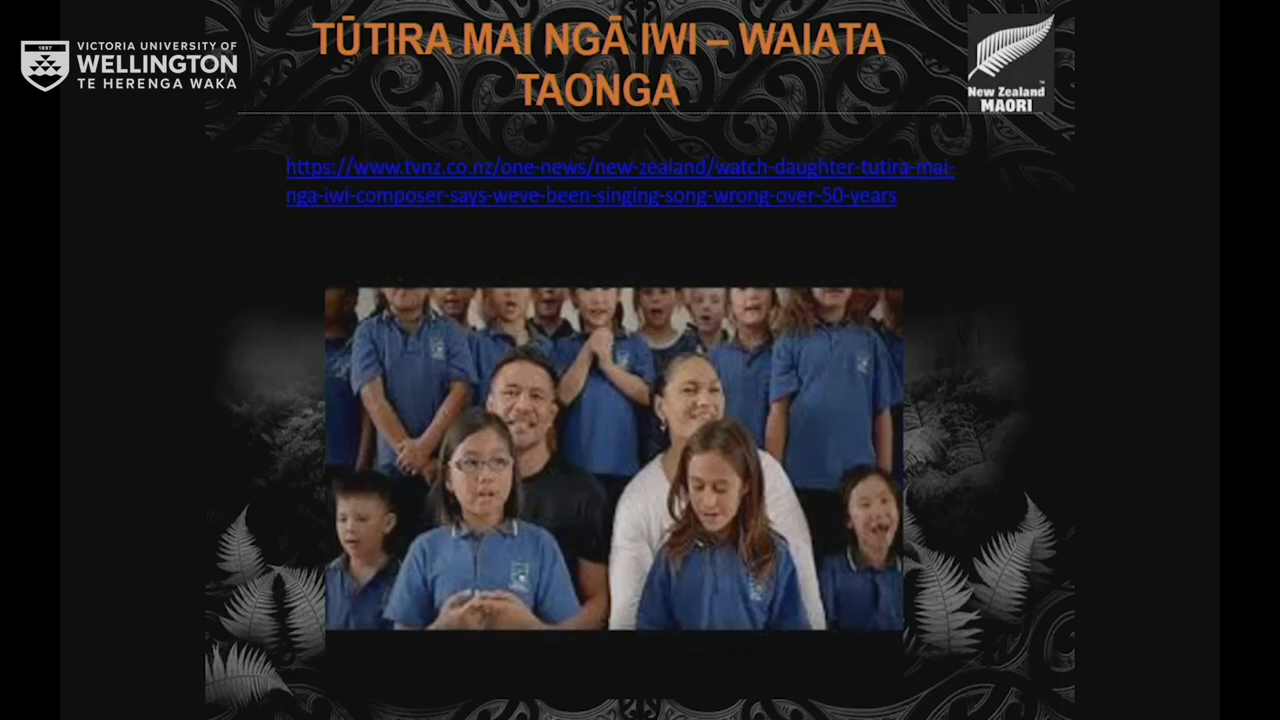 1897
VICTORIA UNIVERSITY OF
WELLINGTON
TE HERENGA WAKA
TŪTIRA MAI NGĀ IWI – WAIATA
TAONGA
New Zealand
MAORI
https://www.tvnz.co.nz/one-news/new-zealand/watch-daughter-tutira-mai-
nga-iwi-composer-says-weve-been-singing-song-wrong-over-50-years